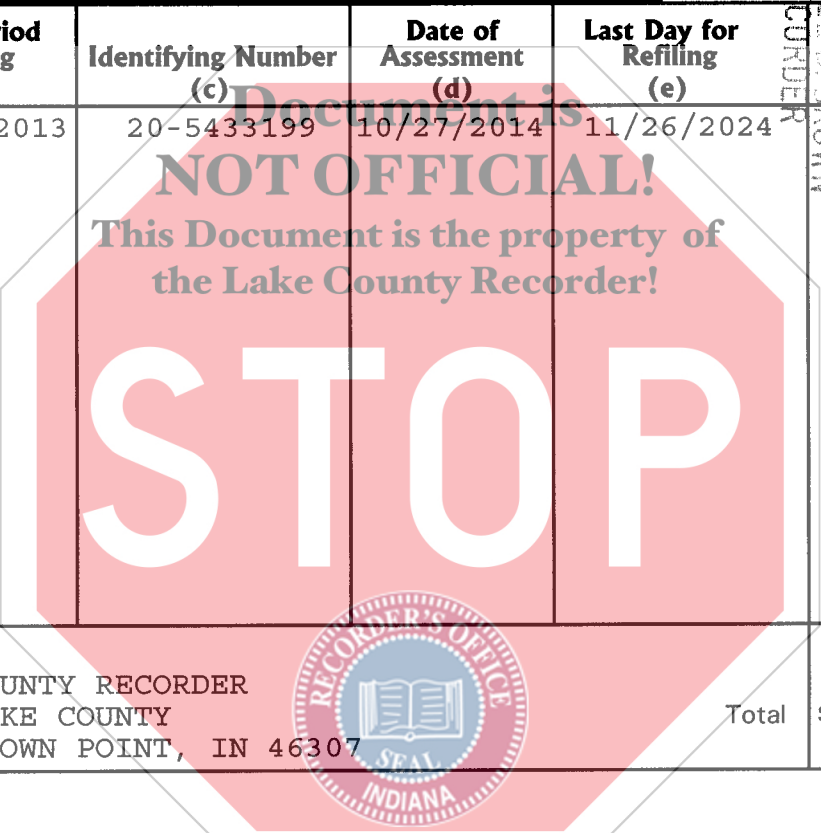 riod
g
Identifying Number
(c)
Date of
Assessment
(d)
Last Day for
Refiling
(e)
2013 20-5433199 10/27/2014 11/26/2024
Document is
NOT OFFICIAL!
This Document is the property of
the Lake County Recorder!
STOP
UNTY RECORDER
KE COUNTY
OWN POINT, IN 46307
Total
RECORDER'S OFFICE
SEAL
INDIANA